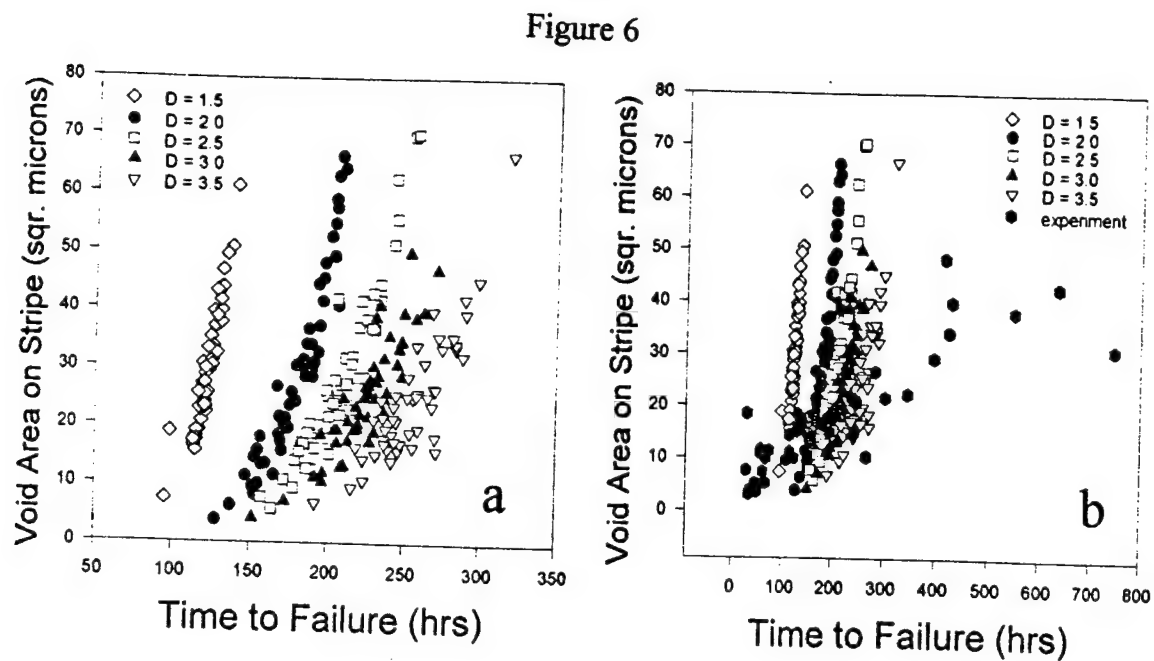 Figure 6
Void Area on Stripe (sqr. microns)
80
70
60
50
40
30
20
10
0
D = 1.5
D = 2.0
D = 2.5
D = 3.0
D = 3.5
a
50
100
150
200
250
300
350
Time to Failure (hrs)
Void Area on Stripe (sqr. microns)
80
70
60
50
40
30
20
10
0
D = 1.5
D = 2.0
D = 2.5
D = 3.0
D = 3.5
experiment
b
0
100
200
300
400
500
600
700
800
Time to Failure (hrs)